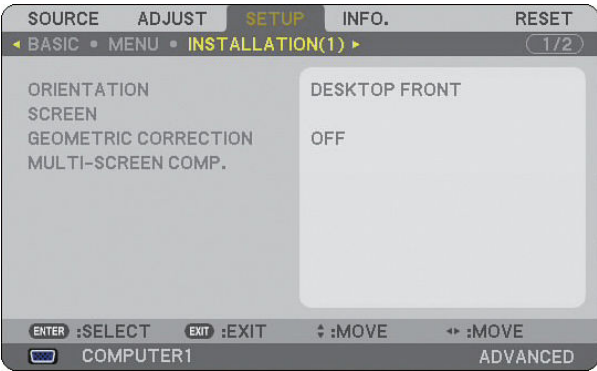 SOURCE ADJUST SETUP INFO. RESET
BASIC • MENU • INSTALLATION(1) 1/2
ORIENTATION DESKTOP FRONT
SCREEN
GEOMETRIC CORRECTION OFF
MULTI-SCREEN COMP.
ENTER :SELECT EXIT :EXIT :MOVE :MOVE
COMPUTER1 ADVANCED